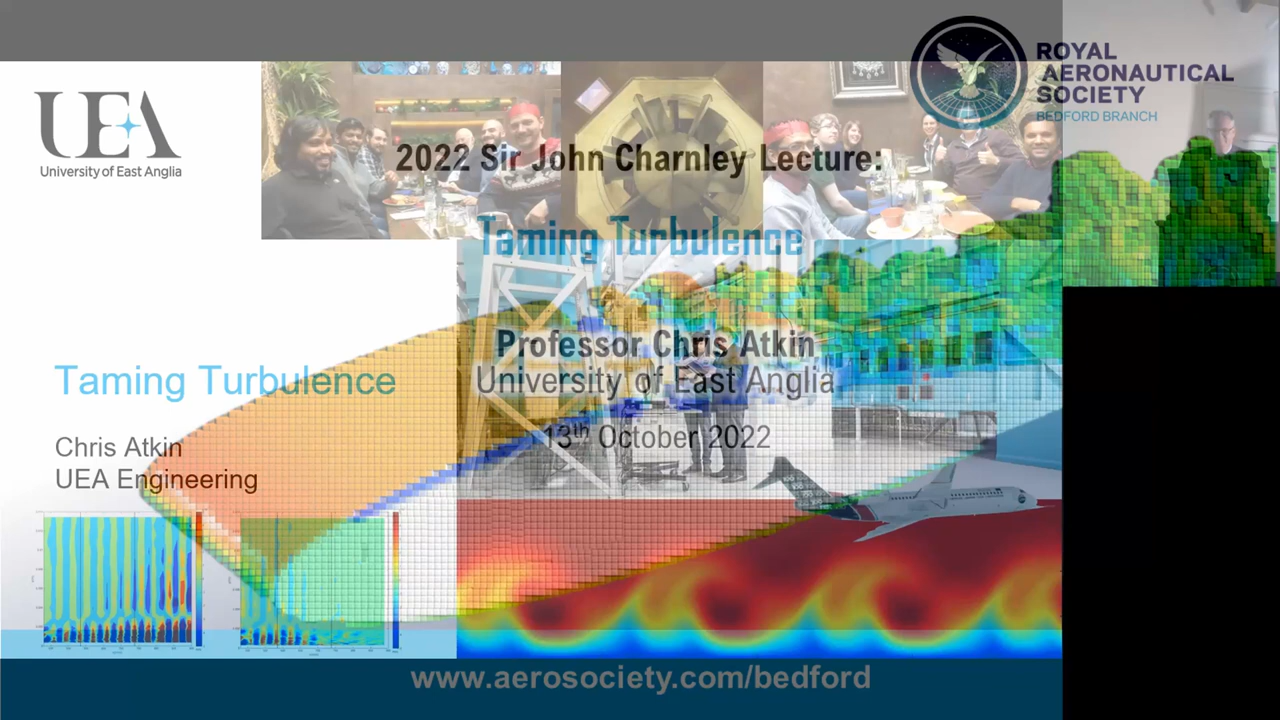 ROYAL
AERONAUTICAL
SOCIETY
BEDFORD BRANCH
UEA
University of East Anglia
2022 Sir John Charnley Lecture:
Taming Turbulence
Professor Chris Atkin
University of East Anglia
13th October 2022
Taming Turbulence
Chris Atkin
UEA Engineering
www.aerosociety.com/bedford